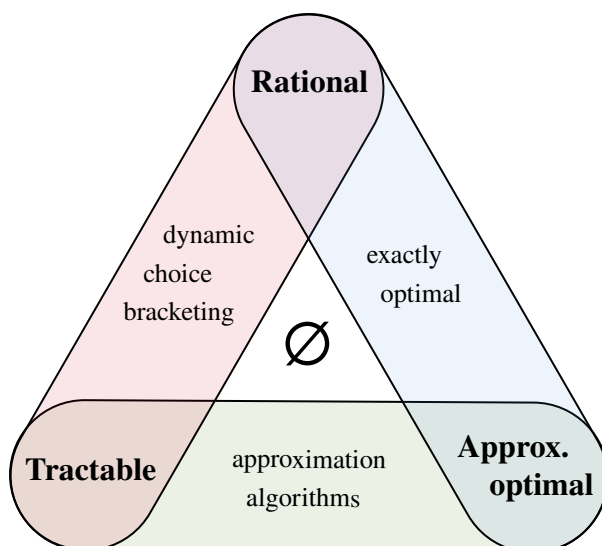 Rational
dynamic
choice
bracketing
exactly
optimal
∅
Tractable
approximation
algorithms
Approx.
optimal